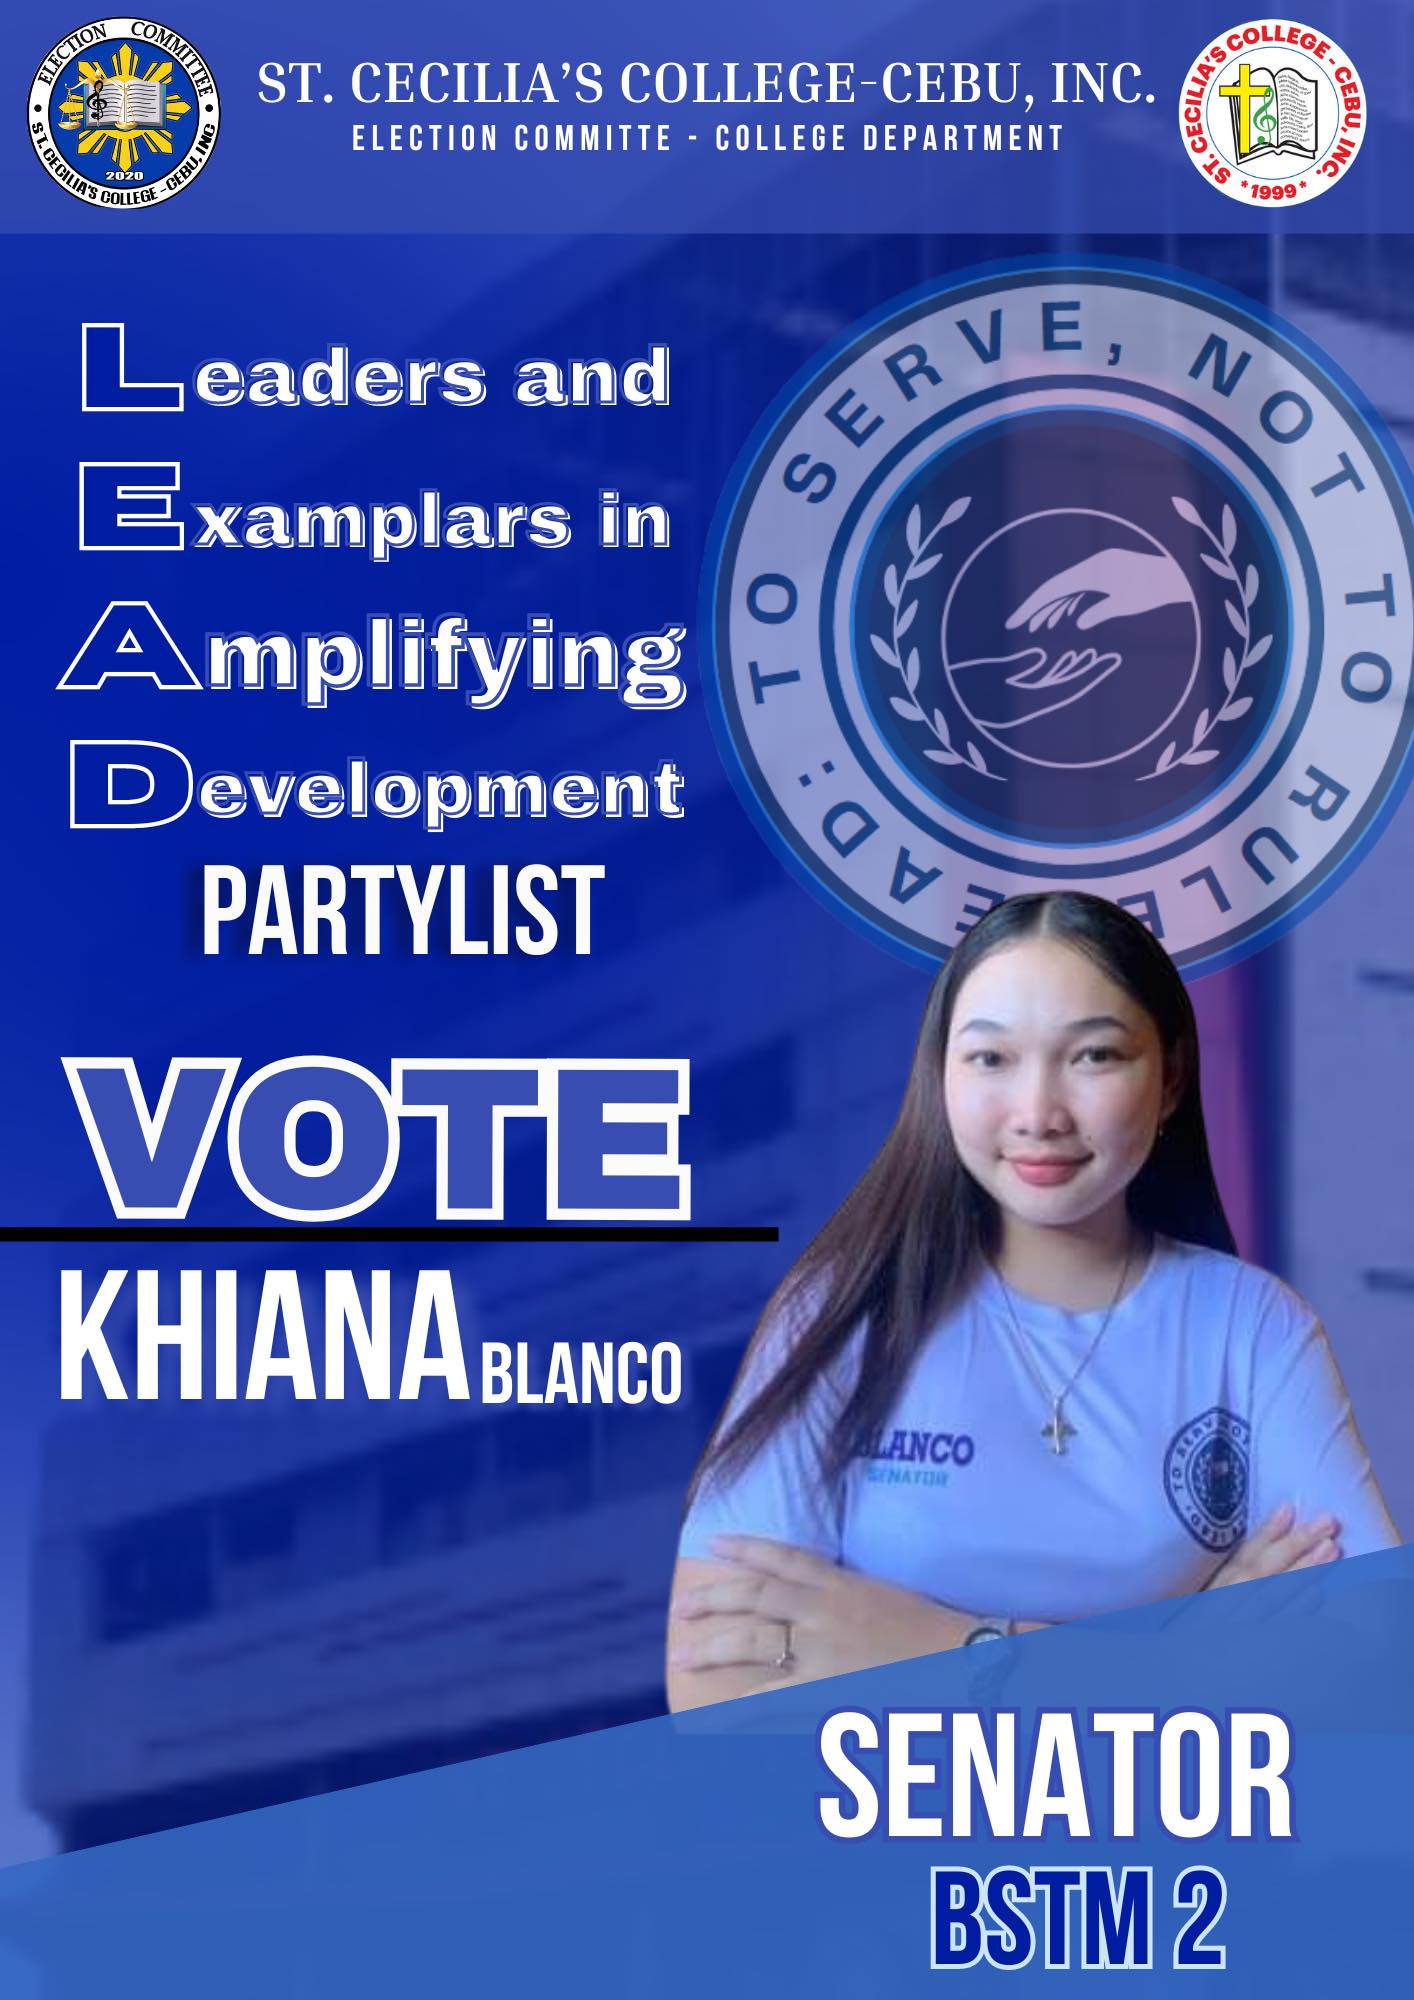 ELECTION COMMITTEE
2020
ST. CECILIA'S COLLEGE - CEBU, INC
ST. CECILIA'S COLLEGE-CEBU, INC.
ELECTION COMMITTE - COLLEGE DEPARTMENT
ST. CECILIA'S COLLEGE - CEBU, INC.
* 1999 *
LEAD: TO SERVE, NOT TO RULE
Leaders and
Examplars in
Amplifying
Development
PARTYLIST
VOTE
KHIANA BLANCO
BLANCO
SENATOR
SENATOR
BSTM 2